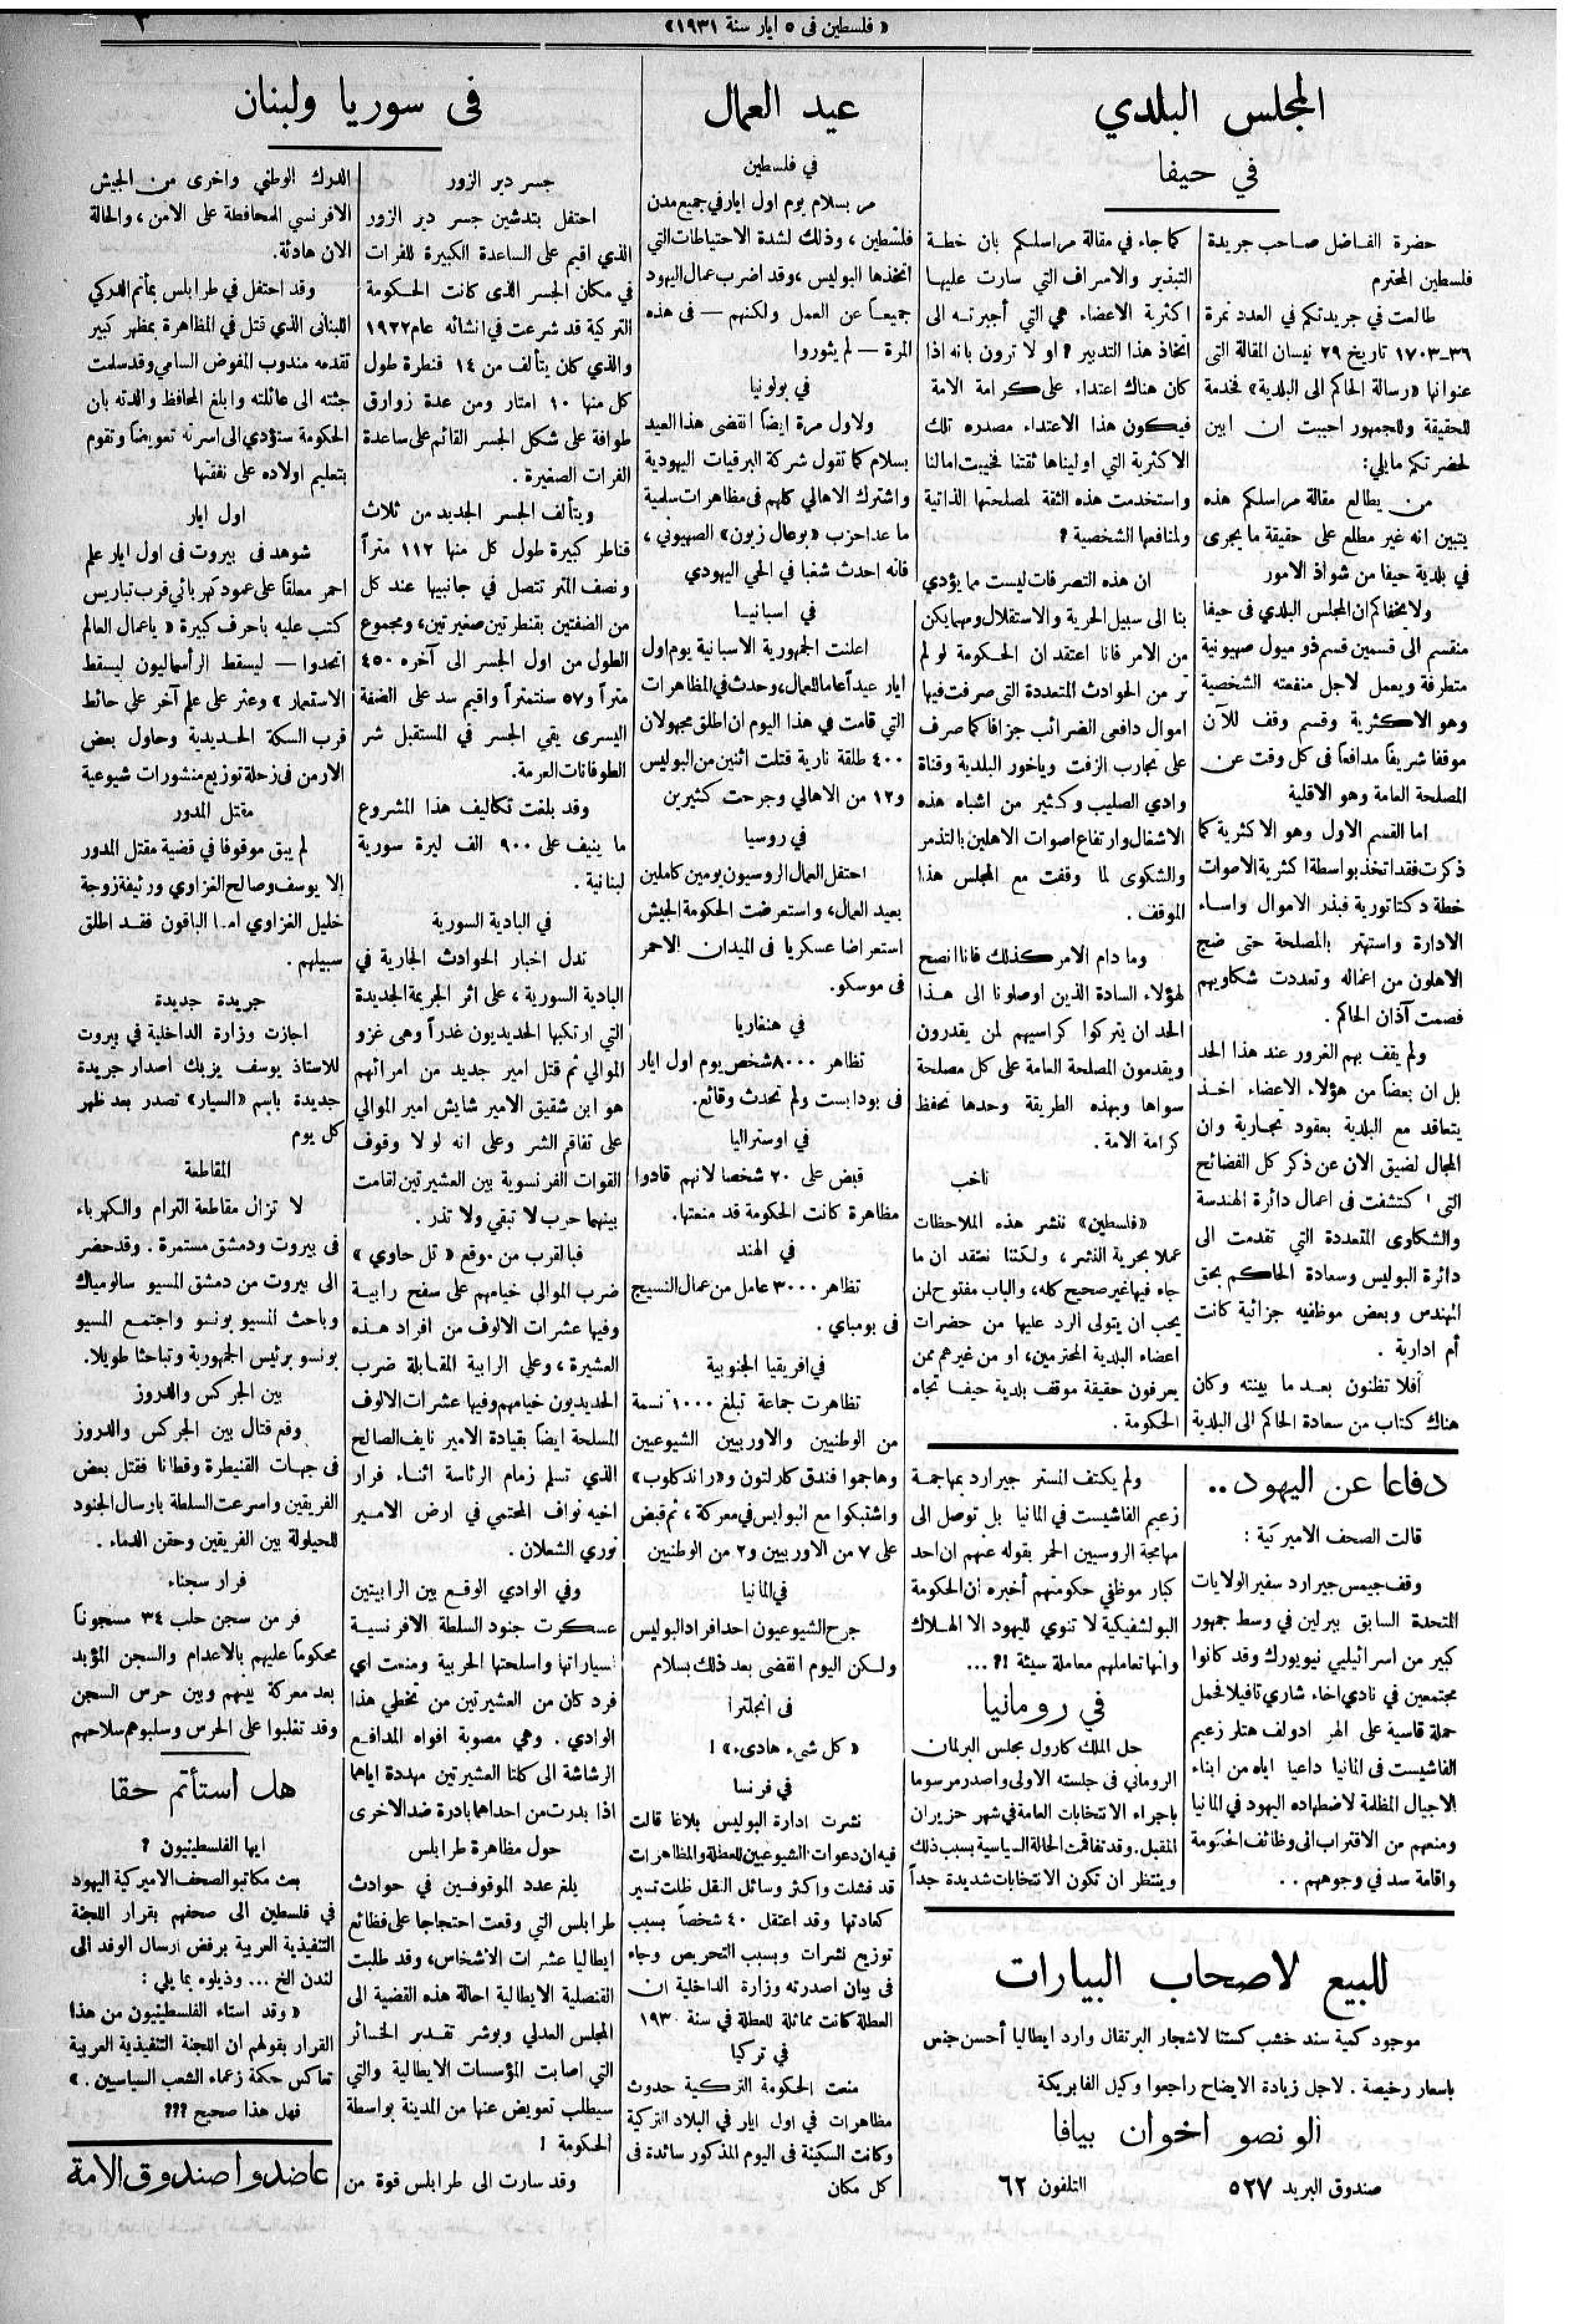 « فلسطين فى ٥ ايار سنة ١٩٣١»
٣
المجلس البلدي
في حيفا
حضرة الفاضل صاحب جريدة
فلسطين المحترم
طالعت في جريدتكم في العدد نمرة
٣٦_١٧٠٣ تاريخ ٢٩ نيسان المقالة التى
عنوانها «رسالة الحاكم الى البلدية» فخدمة
للحقيقة وللجمهور احببت ان ابين
لحضرتكم مايلي:
من يطالع مقالة مراسلكم هذه
يتبين انه غير مطلع على حقيقة ما يجرى
في بلدية حيفا من شواذ الامور
ولا يخفاكم ان المجلس البلدي فى حيفا
منقسم الى قسمين قسم ذو ميول صهيونية
متطرفة ويعمل لاجل منفعته الشخصية
وهو الاكثرية وقسم وقف للآن
موقفا شريفا مدافعا فى كل وقت عن
المصلحة العامة وهو الاقلية
اما القسم الاول وهو الاكثرية كما
ذكرت فقد اتخذ بواسطة اكثرية الاصوات
خطة دكتاتورية فبذر الاموال واساء
الادارة واستهتر بالمصلحة حتى ضج
الاهلون من اعماله وتعددت شكاويهم
فصمت آذان الحاكم .
ولم يقف بهم الغرور عند هذا الحد
بل ان بعضا من هؤلاء الاعضاء اخذ
يتعاقد مع البلدية بعقود تجارية وان
المجال لضيق الان عن ذكر كل الفضائح
التى اكتشفت فى اعمال دائرة الهندسة
والشكاوى المتعددة التي تقدمت الى
دائرة البوليس وسعادة الحاكم بحق
المهندس وبعض موظفيه جزائية كانت
أم ادارية .
أفلا تظنون بعد ما بينته وكان
هناك كتاب من سعادة الحاكم الى البلدية
كما جاء في مقالة مراسلكم بان خطة
التبذير والاسراف التي سارت عليها
اكثرية الاعضاء هي التي أجبرته الى
اتخاذ هذا التدبير ؟ او لا ترون بانه اذا
كان هناك اعتداء على كرامة الامة
فيكون هذا الاعتداء مصدره تلك
الاكثرية التي اوليناها ثقتنا فخيبت امالنا
واستخدمت هذه الثقة لمصلحتها الذاتية
ولمنافعها الشخصية ؟
ان هذه التصرفات ليست مما يؤدي
بنا الى سبيل الحرية والاستقلال ومهما يكن
من الامر فانا اعتقد ان الحكومة لو لم
تر من الحوادث المتعددة التى صرفت فيها
اموال دافعى الضرائب جزافا كما صرف
على تجارب الزفت وياخور البلدية وقناة
وادي الصليب وكثير من اشباه هذه
الاشغال وارتفاع اصوات الاهلين بالتذمر
والشكوى لما وقفت مع المجلس هذا
الموقف .
وما دام الامر كذلك فانا انصح
لهؤلاء السادة الذين اوصلونا الى هذا
الحد ان يتركوا كراسيهم لمن يقدرون
ويقدمون المصلحة العامة على كل مصلحة
سواها وبهذه الطريقة وحدها تحفظ
كرامة الامة .
ناخب
«فلسطين» ننشر هذه الملاحظات
عملا بحرية النشر ، ولكننا نعتقد ان ما
جاء فيها غير صحيح كله، والباب مفتوح لمن
يحب ان يتولى الرد عليها من حضرات
اعضاء البلدية المحترمين، او من غيرهم ممن
يعرفون حقيقة موقف بلدية حيفا تجاه
الحكومة .
دفاعا عن اليهود..
قالت الصحف الاميركية :
وقف جيمس جيرارد سفير الولايات
المتحدة السابق ببرلين في وسط جمهور
كبير من اسرائيليي نيويورك وقد كانوا
مجتمعين في نادي اخاء شاري تافيلا فحمل
حملة قاسية على الهر ادولف هتلر زعيم
الفاشيست فى المانيا داعيا اياه من ابناء
الاجيال المظلمة لاضطهاده اليهود في المانيا
ومنعهم من الاقتراب الى وظائف الحكومة
واقامة سد في وجوههم . .
ولم يكتف المستر جيرارد بمهاجمة
زعيم الفاشيست في المانيا بل توصل الى
مهاجمة الروسيين الحمر بقوله عنهم ان احد
كبار موظفي حكومتهم أخبره أن الحكومة
البولشفيكية لا تنوي لليهود الا الهلاك
وانها تعاملهم معاملة سيئة ؟! ...
في رومانيا
حل الملك كارول مجلس البرلمان
الروماني فى جلسته الاولى واصدر مرسوما
باجراء الانتخابات العامة في شهر حزيران
المقبل. وقد تفاقمت الحالة السياسية بسبب ذلك
وينتظر ان تكون الانتخابات شديدة جداً
للبيع لاصحاب البيارات
موجود كمية سند خشب كستنا لاشجار البرتقال وارد ايطاليا أحسن جنس
باسعار رخيصة . لاجل زيادة الايضاح راجعوا وكيل الفابريكة
الونصو اخوان بيافا
صندوق البريد ٥٢٧ التلفون ٦٢
عيد العمال
في فلسطين
مر بسلام يوم اول ايار في جميع مدن
فلسطين ، وذلك لشدة الاحتياطات التي
اتخذها البوليس ، وقد اضرب عمال اليهود
جميعاً عن العمل ولكنهم — فى هذه
المرة — لم يثوروا
في بولونيا
ولاول مرة ايضاً انقضى هذا العيد
بسلام كما تقول شركة البرقيات اليهودية
واشترك الاهالي كلهم فى مظاهرات سلمية
ما عدا حزب «بوعال زيون» الصهيوني ،
فانه احدث شغبا في الحي اليهودي
في اسبانيا
اعلنت الجمهورية الاسبانية يوم اول
ايار عيداً عاما للعمال، وحدث في المظاهرات
التي قامت في هذا اليوم ان اطلق مجهولان
٤٠٠ طلقة نارية قتلت اثنين من البوليس
و١٢ من الاهالي وجرحت كثيرين
في روسيا
احتفل العمال الروسيون يومين كاملين
بعيد العمال، واستعرضت الحكومة الجيش
استعراضا عسكريا فى الميدان الاحمر
فى موسكو.
في هنغاريا
تظاهر ٨٠٠٠ شخص يوم اول ايار
فى بودابست ولم تحدث وقائع.
في اوستراليا
قبض على ٢٠ شخصا لانهم قادوا
مظاهرة كانت الحكومة قد منعتها.
في الهند
تظاهر ٣٠٠٠ عامل من عمال النسيج
فى بومباي .
في افريقيا الجنوبية
تظاهرت جماعة تبلغ ١٠٠٠ نسمة
من الوطنيين والاوربيين الشيوعيين
وهاجموا فندق كارلتون و«راند كلوب»
واشتبكوا مع البوليس في معركة ، ثم قبض
على ٧ من الاوربيين و٢ من الوطنيين
في المانيا
جرح الشيوعيون احد افراد البوليس
ولكن اليوم انقضى بعد ذلك بسلام
فى انجلترا
« كل شىء هادىء» !
في فرنسا
نشرت ادارة البوليس بلاغا قالت
فيه ان دعوات الشيوعيين للعطلة والمظاهرات
قد فشلت واكثر وسائل النقل ظلت تسير
كعادتها وقد اعتقل ٤٠ شخصاً بسبب
توزيع نشرات وبسبب التحريض وجاء
فى بيان اصدرته وزارة الداخلية ان
العطلة كانت مماثلة للعطلة في سنة ١٩٣٠
في تركيا
منعت الحكومة التركية حدوث
مظاهرات في اول ايار في البلاد التركية
وكانت السكينة فى اليوم المذكور سائدة فى
كل مكان
فى سوريا ولبنان
جسر دير الزور
احتفل بتدشين جسر دير الزور
الذي اقيم على الساعدة الكبيرة للفرات
في مكان الجسر الذى كانت الحكومة
التركية قد شرعت في انشائه عام ١٩٢٢
والذي كان يتألف من ١٤ قنطرة طول
كل منها ١٠ امتار ومن عدة زوارق
طوافة على شكل الجسر القائم على ساعدة
الفرات الصغيرة .
ويتألف الجسر الجديد من ثلاث
قناطر كبيرة طول كل منها ١١٢ متراً
ونصف المتر تتصل في جانبيها عند كل
من الضفتين بقنطرتين صغيرتين، ومجموع
الطول من اول الجسر الى آخره ٤٥٠
متراً و٥٧ سنتمتراً واقيم سد على الضفة
اليسرى يقي الجسر في المستقبل شر
الطوفانات العرمة.
وقد بلغت تكاليف هذا المشروع
ما ينيف على ٩٠٠ الف ليرة سورية
لبنانية .
في البادية السورية
تدل اخبار الحوادث الجارية في
البادية السورية ، على اثر الجريمة الجديدة
التي ارتكبها الحديديون غدراً وهى غزو
الموالي ثم قتل امير جديد من امرائهم
هو ابن شقيق الامير شايش امير الموالي
على تفاقم الشر وعلى انه لولا وقوف
القوات الفرنسوية بين العشيرتين لقامت
بينهما حرب لا تبقي ولا تذر .
فبالقرب من موقع « تل حاوي »
ضرب الموالي خيامهم على سفح رابية
وفيها عشرات الالوف من افراد هذه
العشيرة ، وعلى الرابية المقابلة ضرب
الحديديون خيامهم وفيها عشرات الالوف
المسلحة ايضاً بقيادة الامير نايف الصالح
الذي تسلم زمام الرئاسة اثناء فرار
اخيه نواف المحتمي في ارض الامير
نوري الشعلان .
وفي الوادي الوقع بين الرابيتين
عسكرت جنود السلطة الافرنسية
بسياراتها واسلحتها الحربية ومنعت اي
فرد كان من العشيرتين من تخطي هذا
الوادي . وهي مصوبة افواه المدافع
الرشاشة الى كلتا العشيرتين مهددة اياهما
اذا بدرت من احداهما بادرة ضد الاخرى
حول مظاهرة طرابلس
بلغ عدد الموقوفين في حوادث
طرابلس التي وقعت احتجاجا على فظائع
ايطاليا عشرات الاشخاس، وقد طلبت
القنصلية الايطالية احالة هذه القضية الى
المجلس العدلي وبوشر تقدير الخسائر
التي اصابت المؤسسات الايطالية والتي
سيطلب تعويض عنها من المدينة بواسطة
الحكومة !
وقد سارت الى طرابلس قوة من
الدرك الوطني واخرى من الجيش
الافرنسي المحافظة على الامن ، والحالة
الان هادئة.
وقد احتفل في طرابلس بمأتم الدركي
اللبنانى الذي قتل في المظاهرة بمظهر كبير
تقدمه مندوب المفوض السامي وقد سلمت
جثته الى عائلته وابلغ المحافظ والدته بان
الحكومة ستؤدي الى اسرته تعويضا وتقوم
بتعليم اولاده على نفقتها
اول ايار
شوهد فى بيروت فى اول ايار علم
احمر معلقا على عمود كهربائي قرب تباريس
كتب عليه باحرف كبيرة « ياعمال العالم
اتحدوا — ليسقط الرأسماليون ليسقط
الاستعمار » وعثر على علم آخر على حائط
قرب السكة الحديدية وحاول بعض
الارمن فى زحلة توزيع منشورات شيوعية
مقتل المدور
لم يبق موقوفا في قضية مقتل المدور
إلا يوسف وصالح الغزاوي ورئيفة زوجة
خليل الغزاوي اما الباقون فقد اطلق
سبيلهم .
جريدة جديدة
اجازت وزارة الداخلية في بيروت
للاستاذ يوسف يزبك اصدار جريدة
جديدة باسم «السيار» تصدر بعد ظهر
كل يوم
المقاطعة
لا تزال مقاطعة الترام والكهرباء
فى بيروت ودمشق مستمرة . وقد حضر
الى بيروت من دمشق المسيو سالومياك
وباحث المسيو بونسو واجتمع المسيو
بونسو برئيس الجمهورية وتباحثا طويلا.
بين الجركس والدروز
وقع قتال بين الجركس والدروز
فى جهات القنيطرة وقطانا فقتل بعض
الفريقين واسرعت السلطة بارسال الجنود
للحيلولة بين الفريقين وحقن الدماء .
فرار سجناء
فر من سجن حلب ٣٤ مسجوناً
محكوماً عليهم بالاعدام والسجن المؤبد
بعد معركة بينهم وبين حرس السجن
وقد تغلبوا على الحرس وسلبوهم سلاحهم
هل استأتم حقا
ايها الفلسطينيون ؟
بعث مكاتبو الصحف الاميركية اليهود
في فلسطين الى صحفهم بقرار اللجنة
التنفيذية العربية برفض ارسال الوفد الى
لندن الخ ... وذيلوه بما يلي :
« وقد استاء الفلسطينيون من هذا
القرار بقولهم ان اللجنة التنفيذية العربية
تعاكس حكة زعماء الشعب السياسيين . »
فهل هذا صحيح ؟؟؟
عاضدوا صندوق الامة